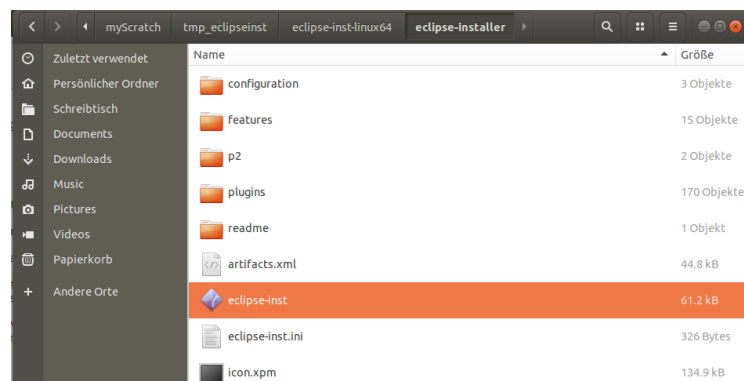 myScratch tmp_eclipseinst eclipse-inst-linux64 eclipse-installer
Zuletzt verwendet
Persönlicher Ordner
Schreibtisch
Documents
Downloads
Music
Pictures
Videos
Papierkorb
Andere Orte
Name Größe
configuration 3 Objekte
features 15 Objekte
p2 2 Objekte
plugins 170 Objekte
readme 1 Objekt
artifacts.xml 44.8 kB
eclipse-inst 61.2 kB
eclipse-inst.ini 326 Bytes
icon.xpm 134.9 kB